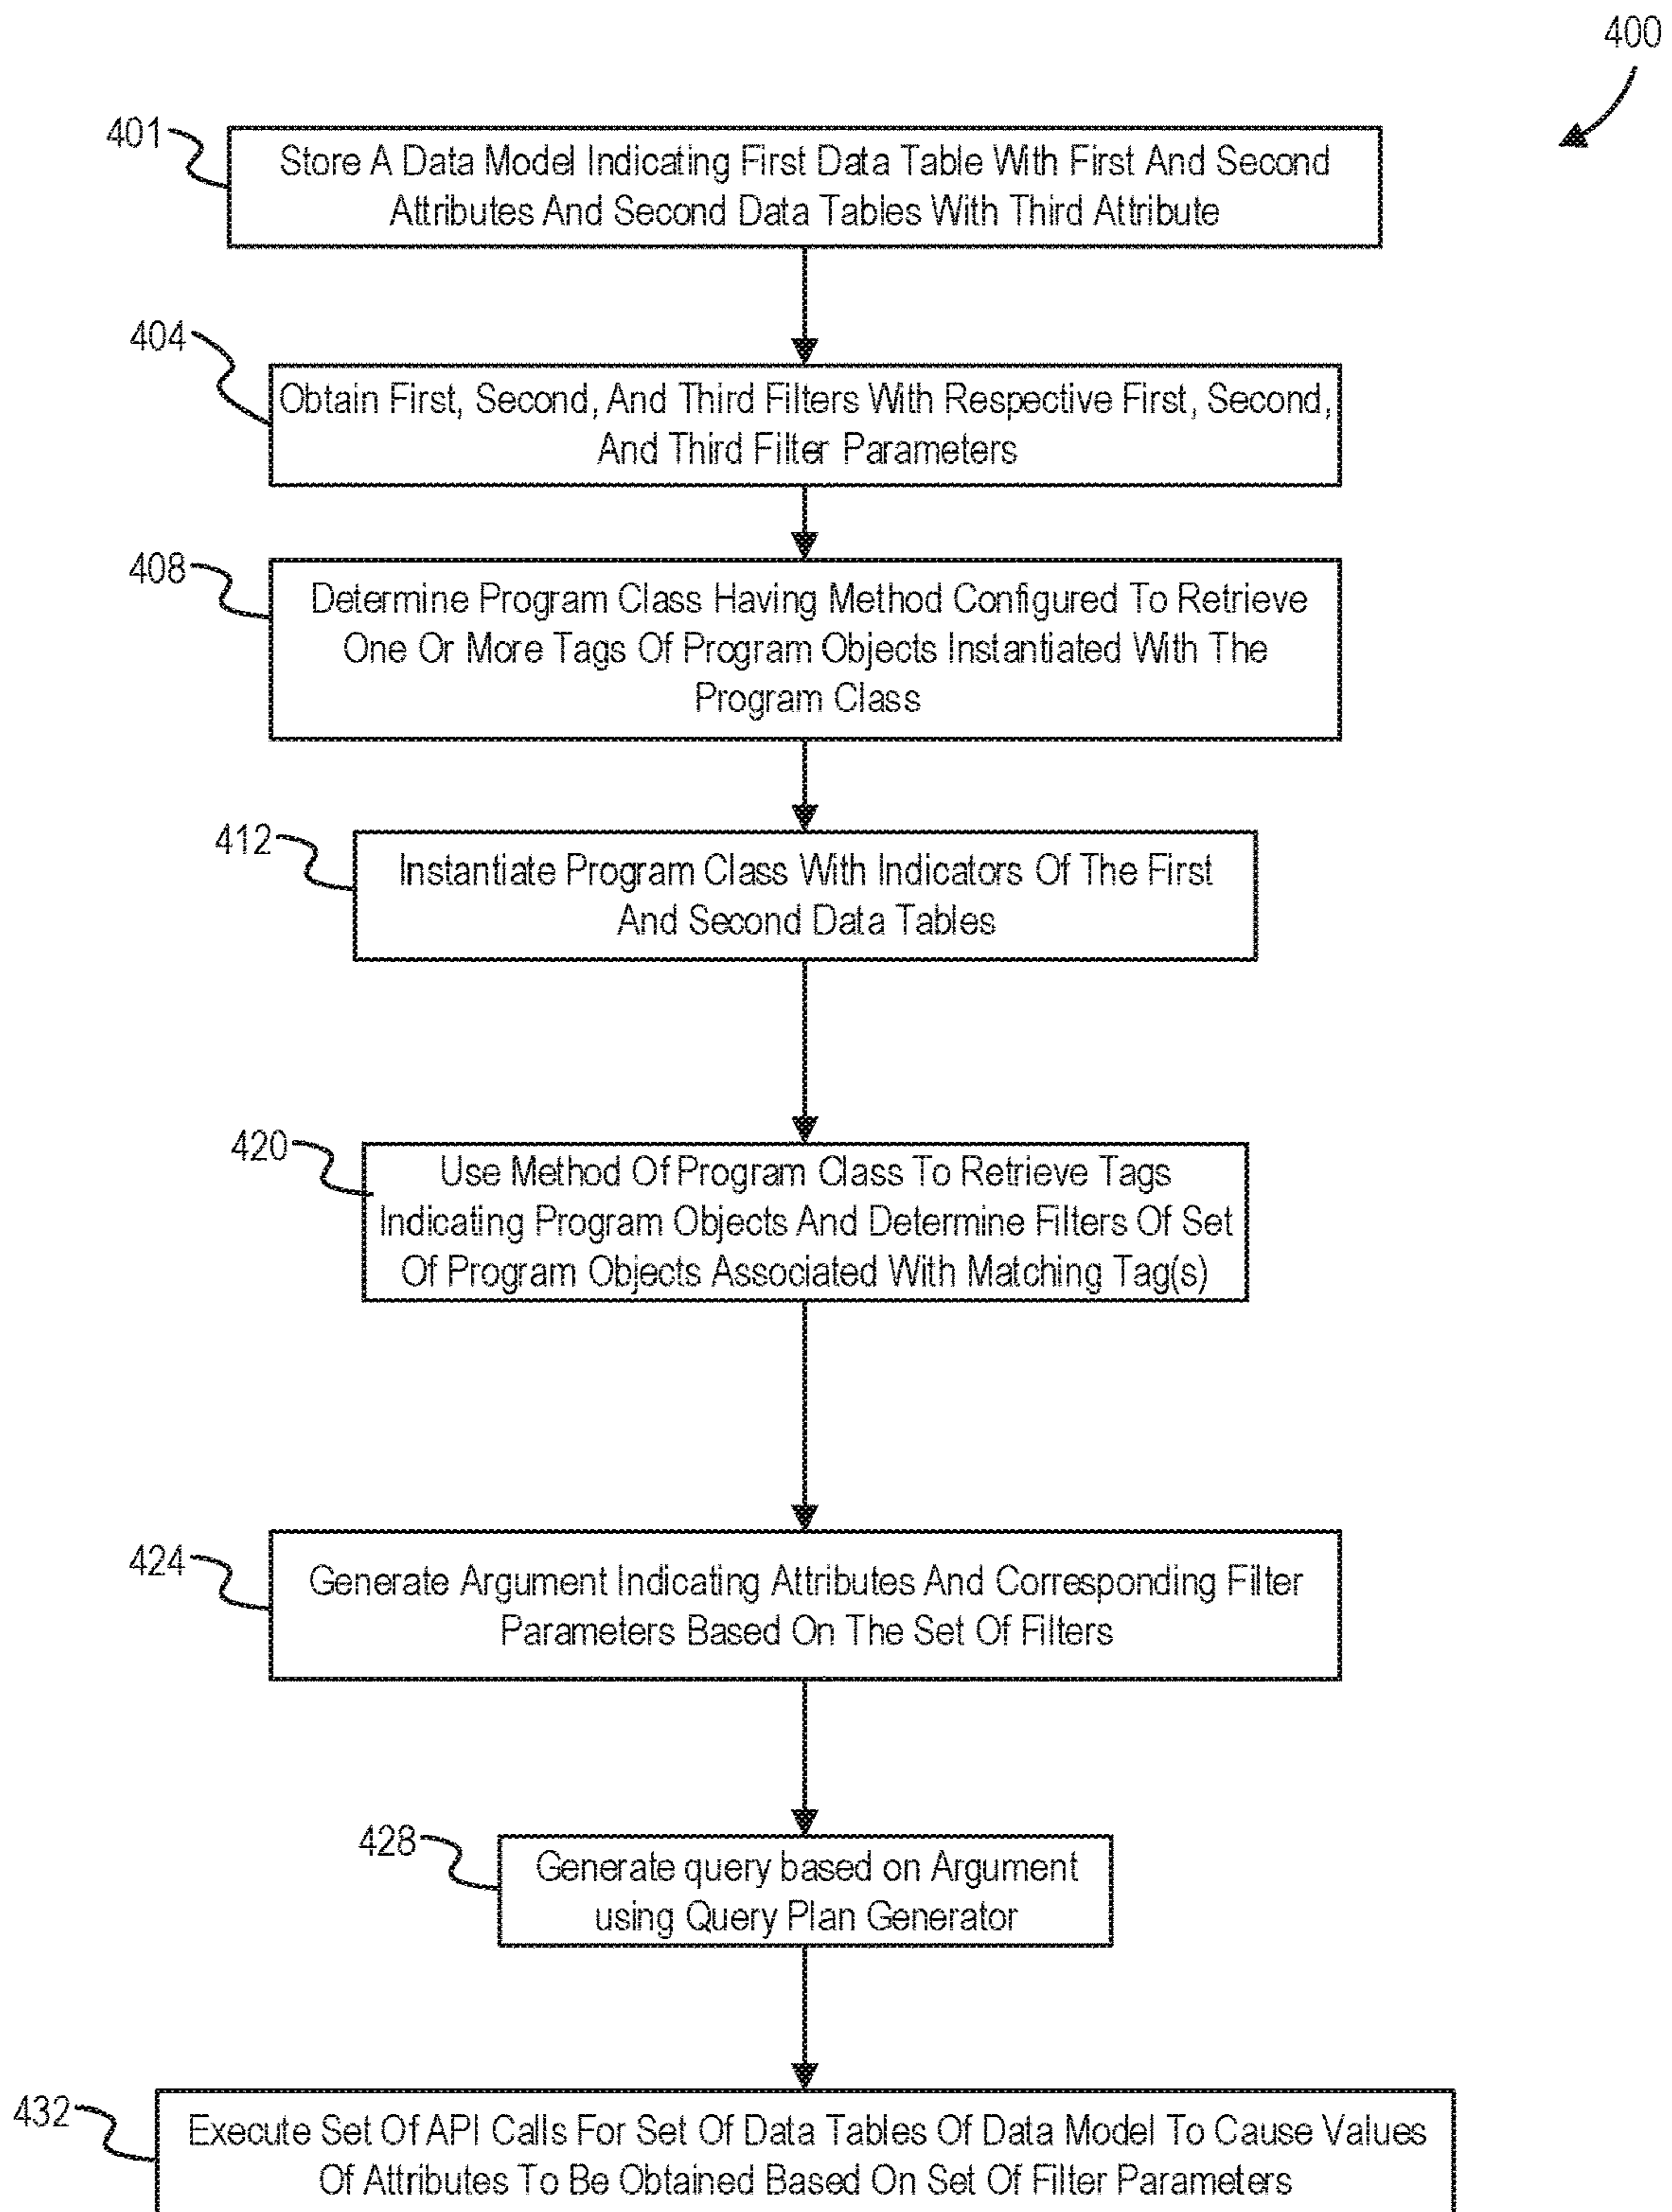 400
401
Store A Data Model Indicating First Data Table With First And Second
Attributes And Second Data Tables With Third Attribute
404
Obtain First, Second, And Third Filters With Respective First, Second,
And Third Filter Parameters
408
Determine Program Class Having Method Configured To Retrieve
One Or More Tags Of Program Objects Instantiated With The
Program Class
412
Instantiate Program Class With Indicators Of The First
And Second Data Tables
420
Use Method Of Program Class To Retrieve Tags
Indicating Program Objects And Determine Filters Of Set
Of Program Objects Associated With Matching Tag(s)
424
Generate Argument Indicating Attributes And Corresponding Filter
Parameters Based On The Set Of Filters
428
Generate query based on Argument
using Query Plan Generator
432
Execute Set Of API Calls For Set Of Data Tables Of Data Model To Cause Values
Of Attributes To Be Obtained Based On Set Of Filter Parameters